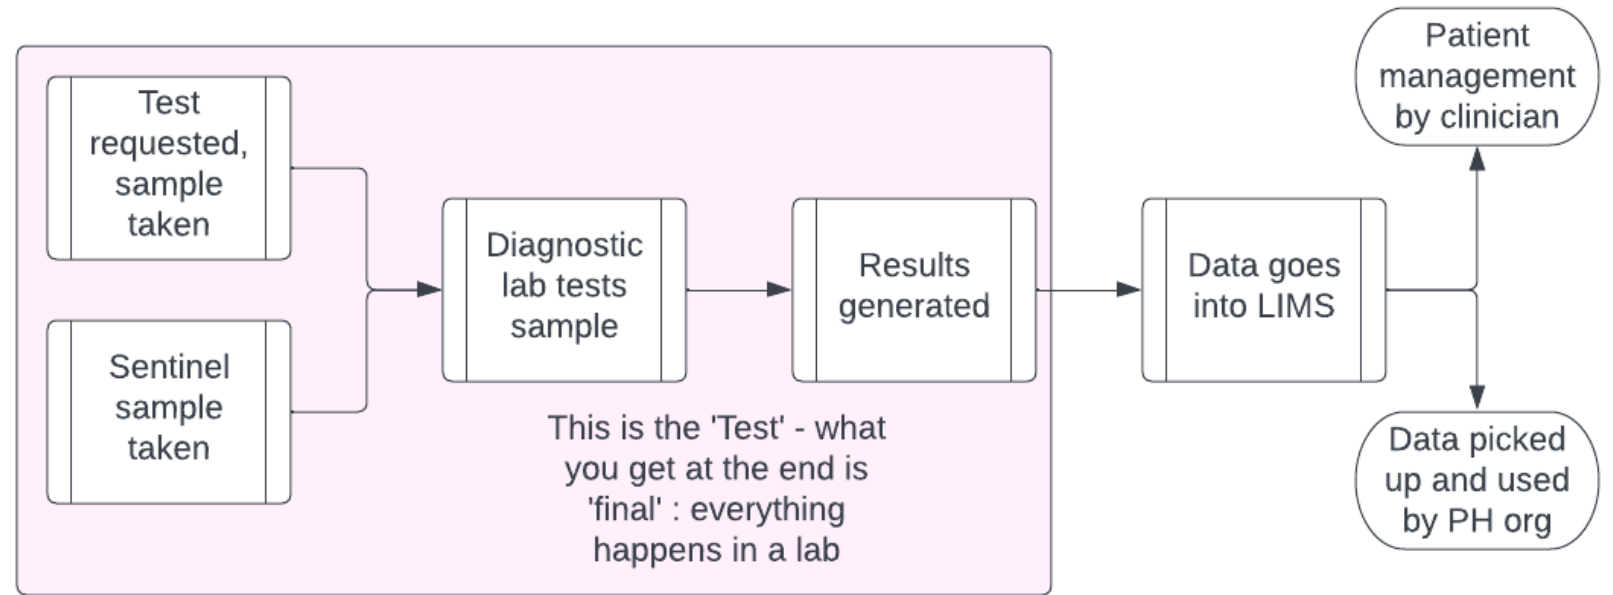 Test
requested,
sample
taken
Sentinel
sample
taken
Diagnostic
lab tests
sample
Results
generated
This is the 'Test' - what
you get at the end is
'final' : everything
happens in a lab
Data goes
into LIMS
Patient
management
by clinician
Data picked
up and used
by PH org